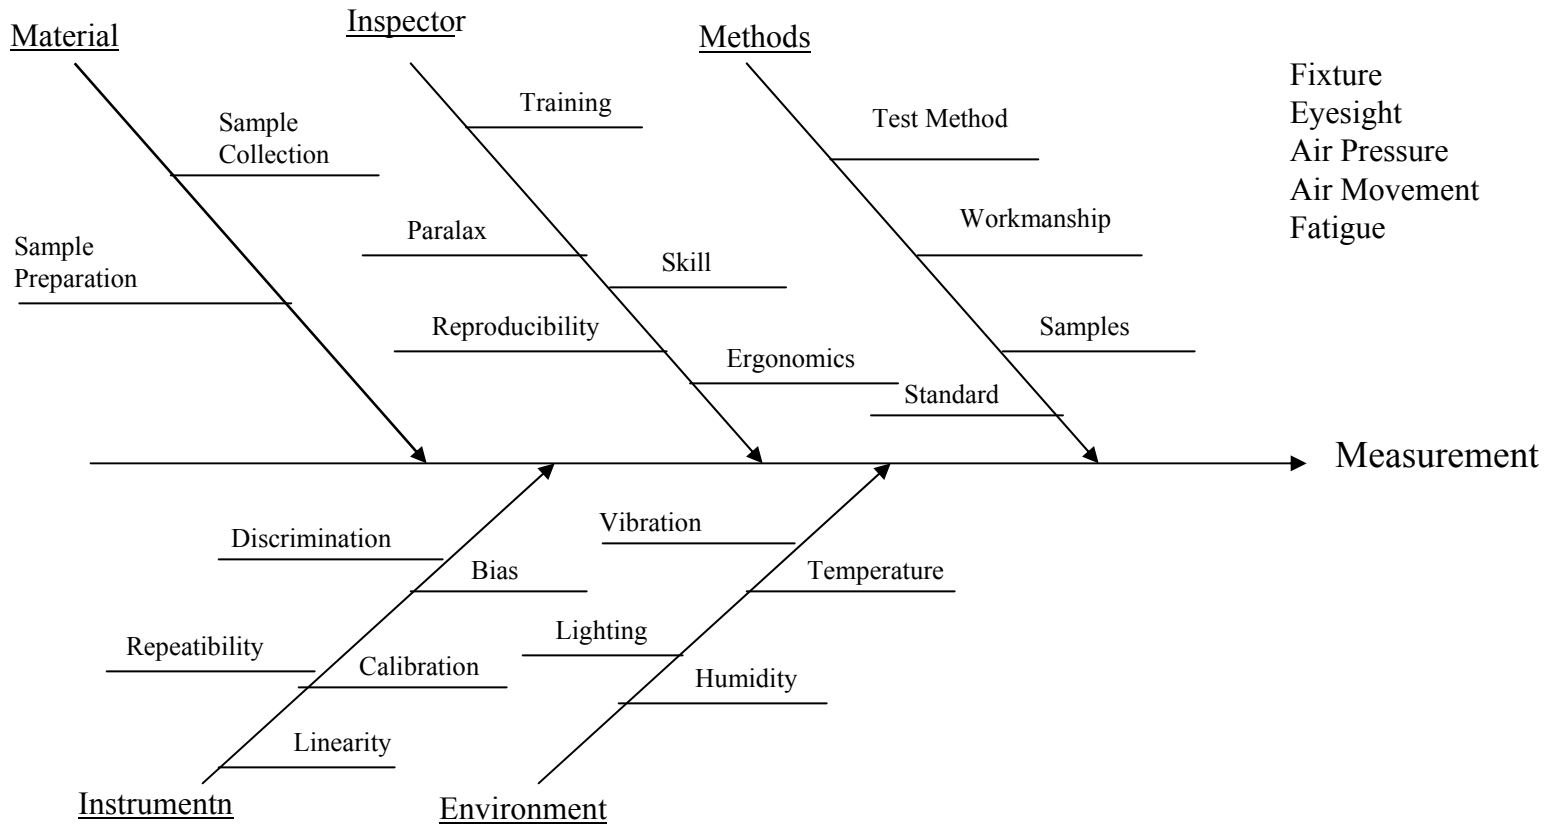 Material
Inspector
Methods
Fixture
Eyesight
Air Pressure
Air Movement
Fatigue
Training
Test Method
Sample
Collection
Workmanship
Paralax
Sample
Preparation
Skill
Reproducibility
Samples
Ergonomics
Standard
Measurement
Discrimination
Vibration
Bias
Temperature
Repeatibility
Lighting
Calibration
Humidity
Linearity
Instrumentn
Environment